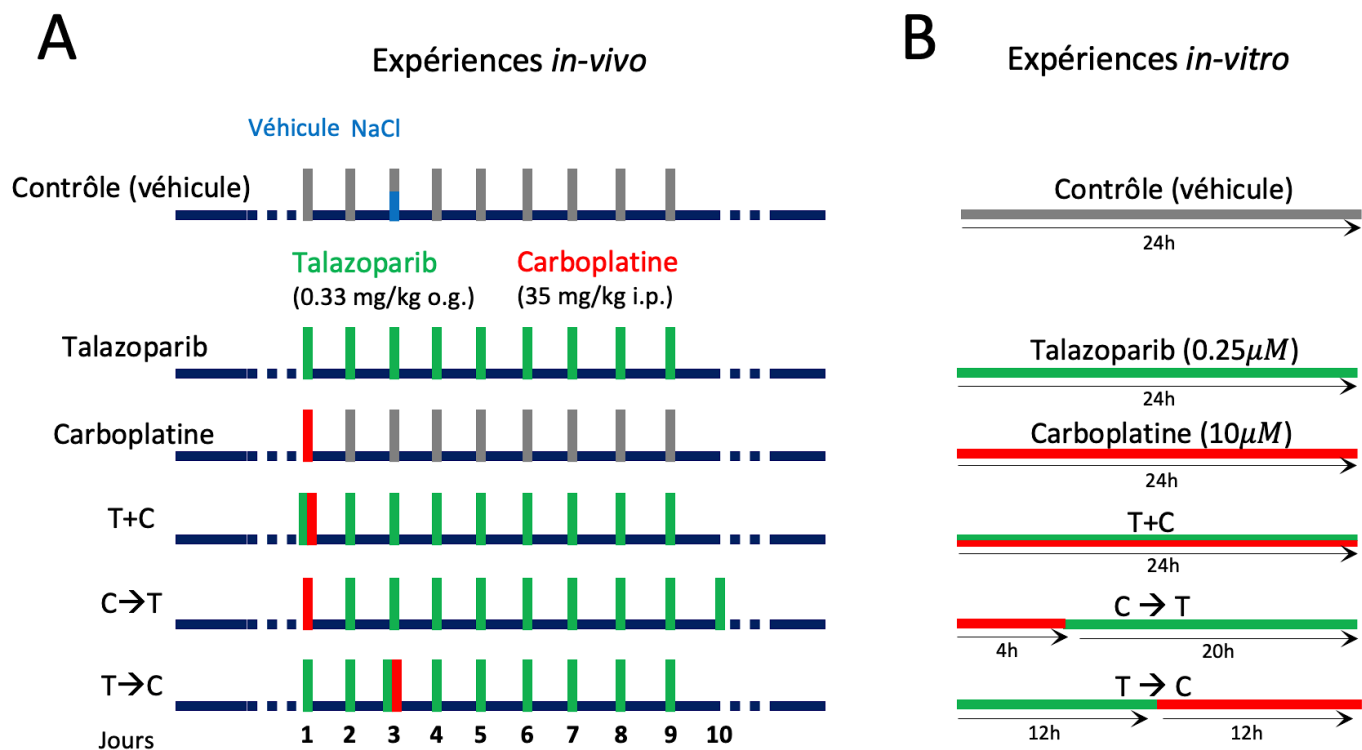 A
Expériences in-vivo
Véhicule NaCl
Contrôle (véhicule)
Talazoparib
(0.33 mg/kg o.g.)
Carboplatine
(35 mg/kg i.p.)
Talazoparib
Carboplatine
T+C
C→T
T→C
Jours
1 2 3 4 5 6 7 8 9 10
B
Expériences in-vitro
Contrôle (véhicule)
24h
Talazoparib (0.25μM)
24h
Carboplatine (10μM)
24h
T+C
24h
C → T
4h 20h
T → C
12h 12h